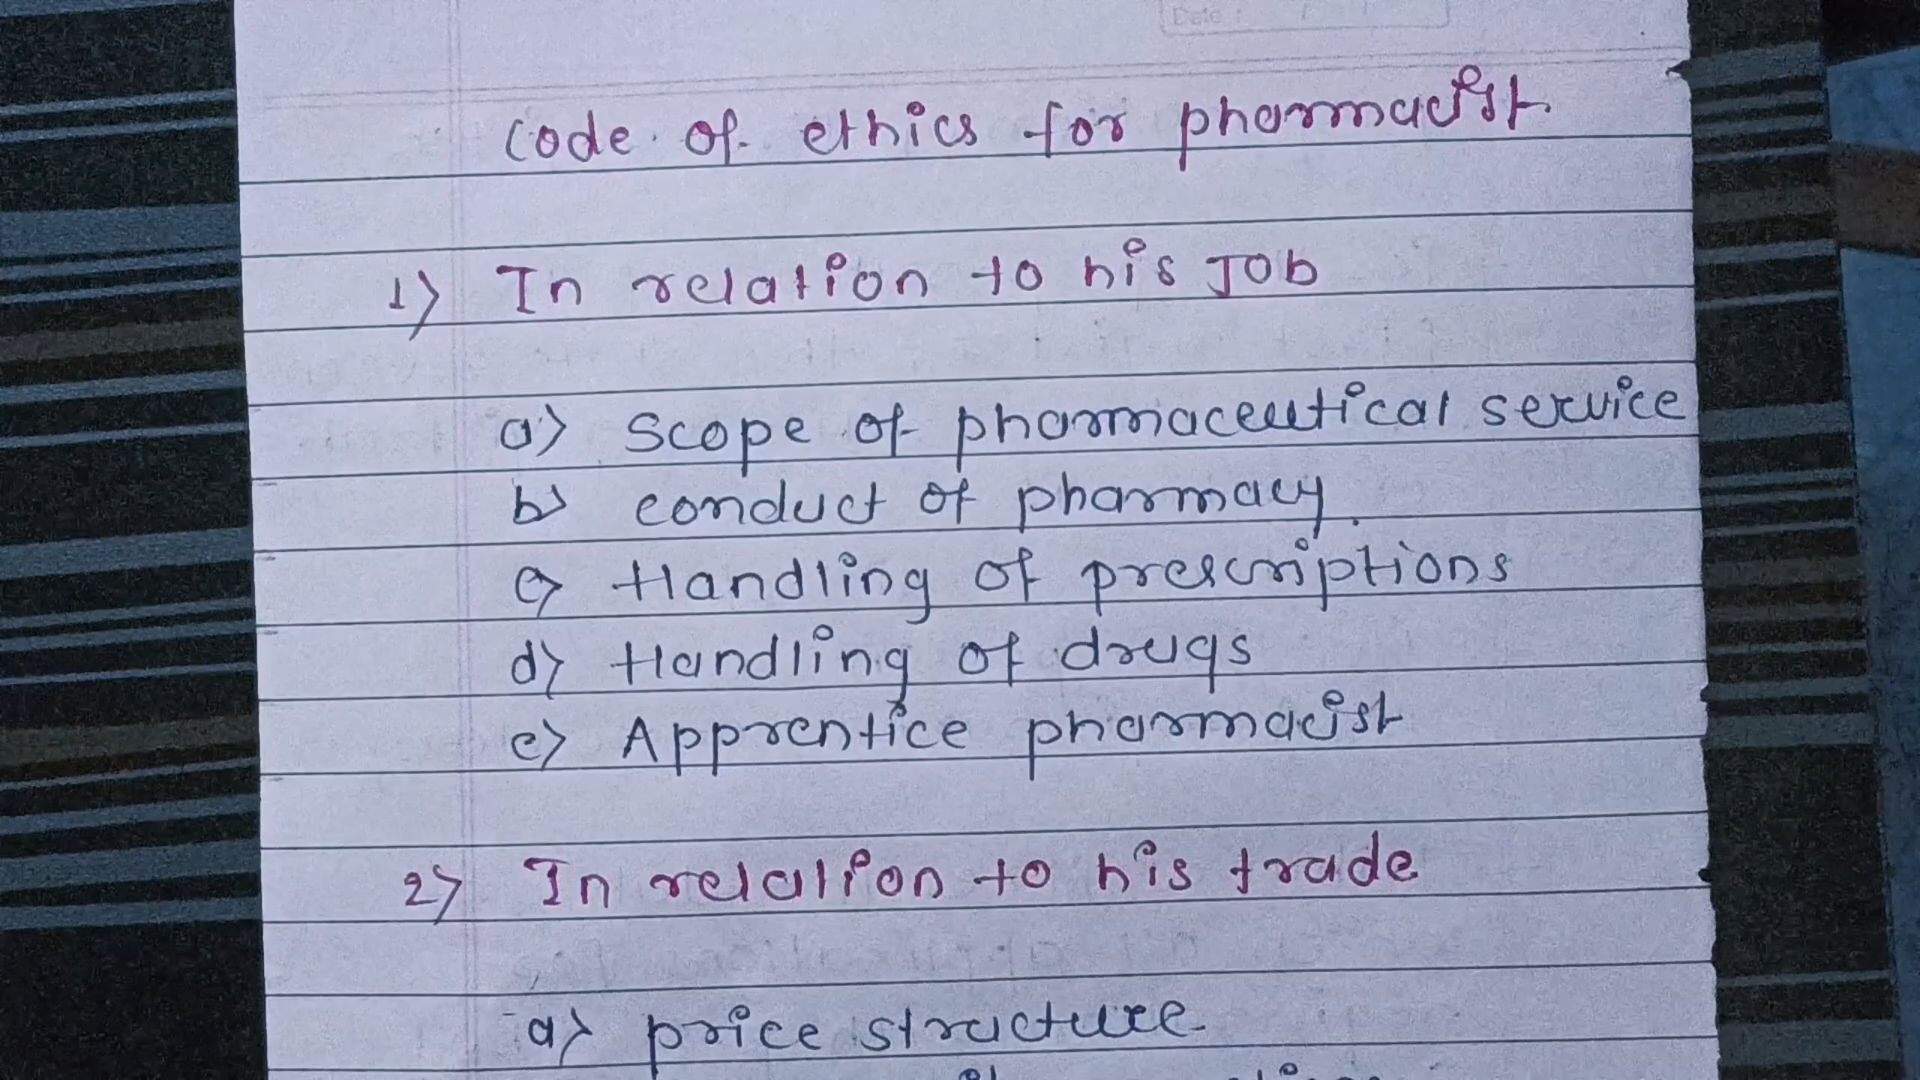 Date : / /
Code of ethics for pharmacist.
1) In relation to his Job
a) Scope of pharmaceutical service
b) conduct of pharmacy.
c) Handling of prescriptions
d) Handling of drugs
e) Apprentice pharmacist
2) In relation to his trade
a) price structure